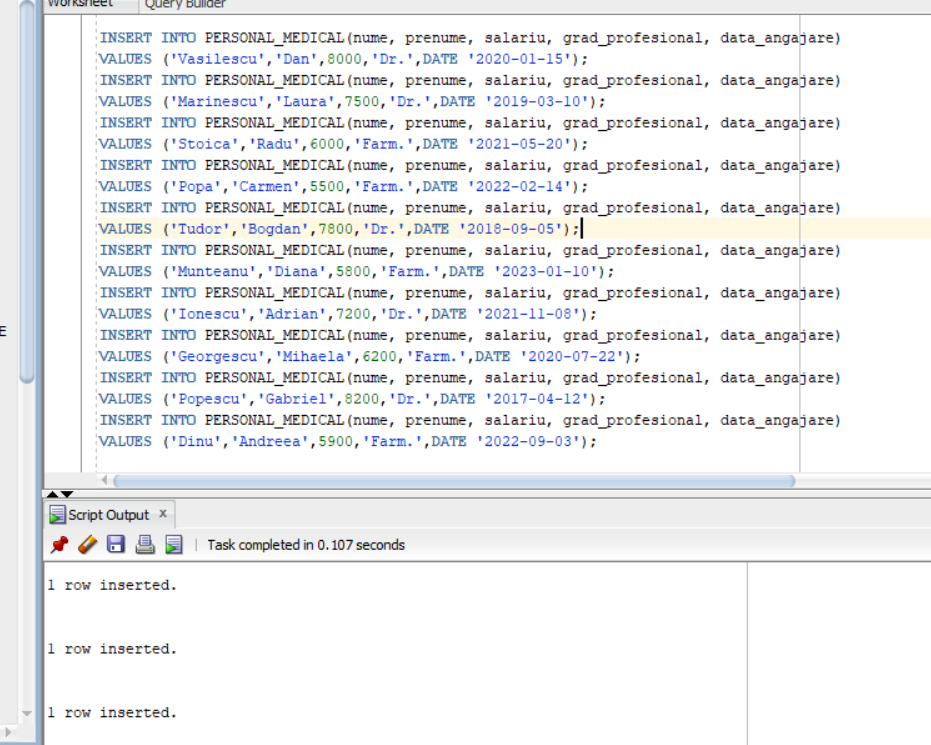 Worksheet Query Builder
INSERT INTO PERSONAL_MEDICAL(nume, prenume, salariu, grad_profesional, data_angajare)
VALUES ('Vasilescu','Dan',8000,'Dr.',DATE '2020-01-15');
INSERT INTO PERSONAL_MEDICAL(nume, prenume, salariu, grad_profesional, data_angajare)
VALUES ('Marinescu','Laura',7500,'Dr.',DATE '2019-03-10');
INSERT INTO PERSONAL_MEDICAL(nume, prenume, salariu, grad_profesional, data_angajare)
VALUES ('Stoica','Radu',6000,'Farm.',DATE '2021-05-20');
INSERT INTO PERSONAL_MEDICAL(nume, prenume, salariu, grad_profesional, data_angajare)
VALUES ('Popa','Carmen',5500,'Farm.',DATE '2022-02-14');
INSERT INTO PERSONAL_MEDICAL(nume, prenume, salariu, grad_profesional, data_angajare)
VALUES ('Tudor','Bogdan',7800,'Dr.',DATE '2018-09-05');
INSERT INTO PERSONAL_MEDICAL(nume, prenume, salariu, grad_profesional, data_angajare)
VALUES ('Munteanu','Diana',5800,'Farm.',DATE '2023-01-10');
INSERT INTO PERSONAL_MEDICAL(nume, prenume, salariu, grad_profesional, data_angajare)
VALUES ('Ionescu','Adrian',7200,'Dr.',DATE '2021-11-08');
INSERT INTO PERSONAL_MEDICAL(nume, prenume, salariu, grad_profesional, data_angajare)
VALUES ('Georgescu','Mihaela',6200,'Farm.',DATE '2020-07-22');
INSERT INTO PERSONAL_MEDICAL(nume, prenume, salariu, grad_profesional, data_angajare)
VALUES ('Popescu','Gabriel',8200,'Dr.',DATE '2017-04-12');
INSERT INTO PERSONAL_MEDICAL(nume, prenume, salariu, grad_profesional, data_angajare)
VALUES ('Dinu','Andreea',5900,'Farm.',DATE '2022-09-03');
E
Script Output x
Task completed in 0.107 seconds
1 row inserted.
1 row inserted.
1 row inserted.